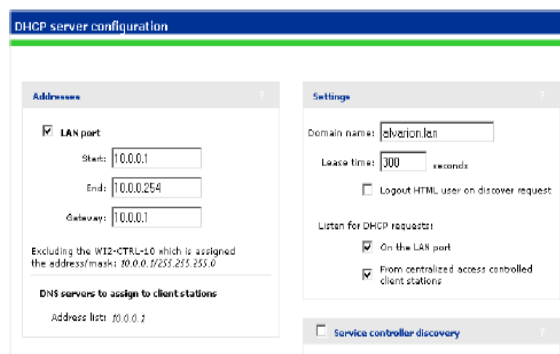 DHCP server configuration
Addresses ?
LAN port
Start: 10.0.0.1
End: 10.0.0.254
Gateway: 10.0.0.1
Excluding the WI2-CTRL-10 which is assigned
the address/mask: 10.0.0.1/255.255.255.0
DNS servers to assign to client stations
Address list: 10.0.0.1
Settings ?
Domain name: alvarion.lan
Lease time: 300 seconds
Logout HTML user on discover request
Listen for DHCP requests:
On the LAN port
From centralized access controlled
client stations
Service controller discovery ?